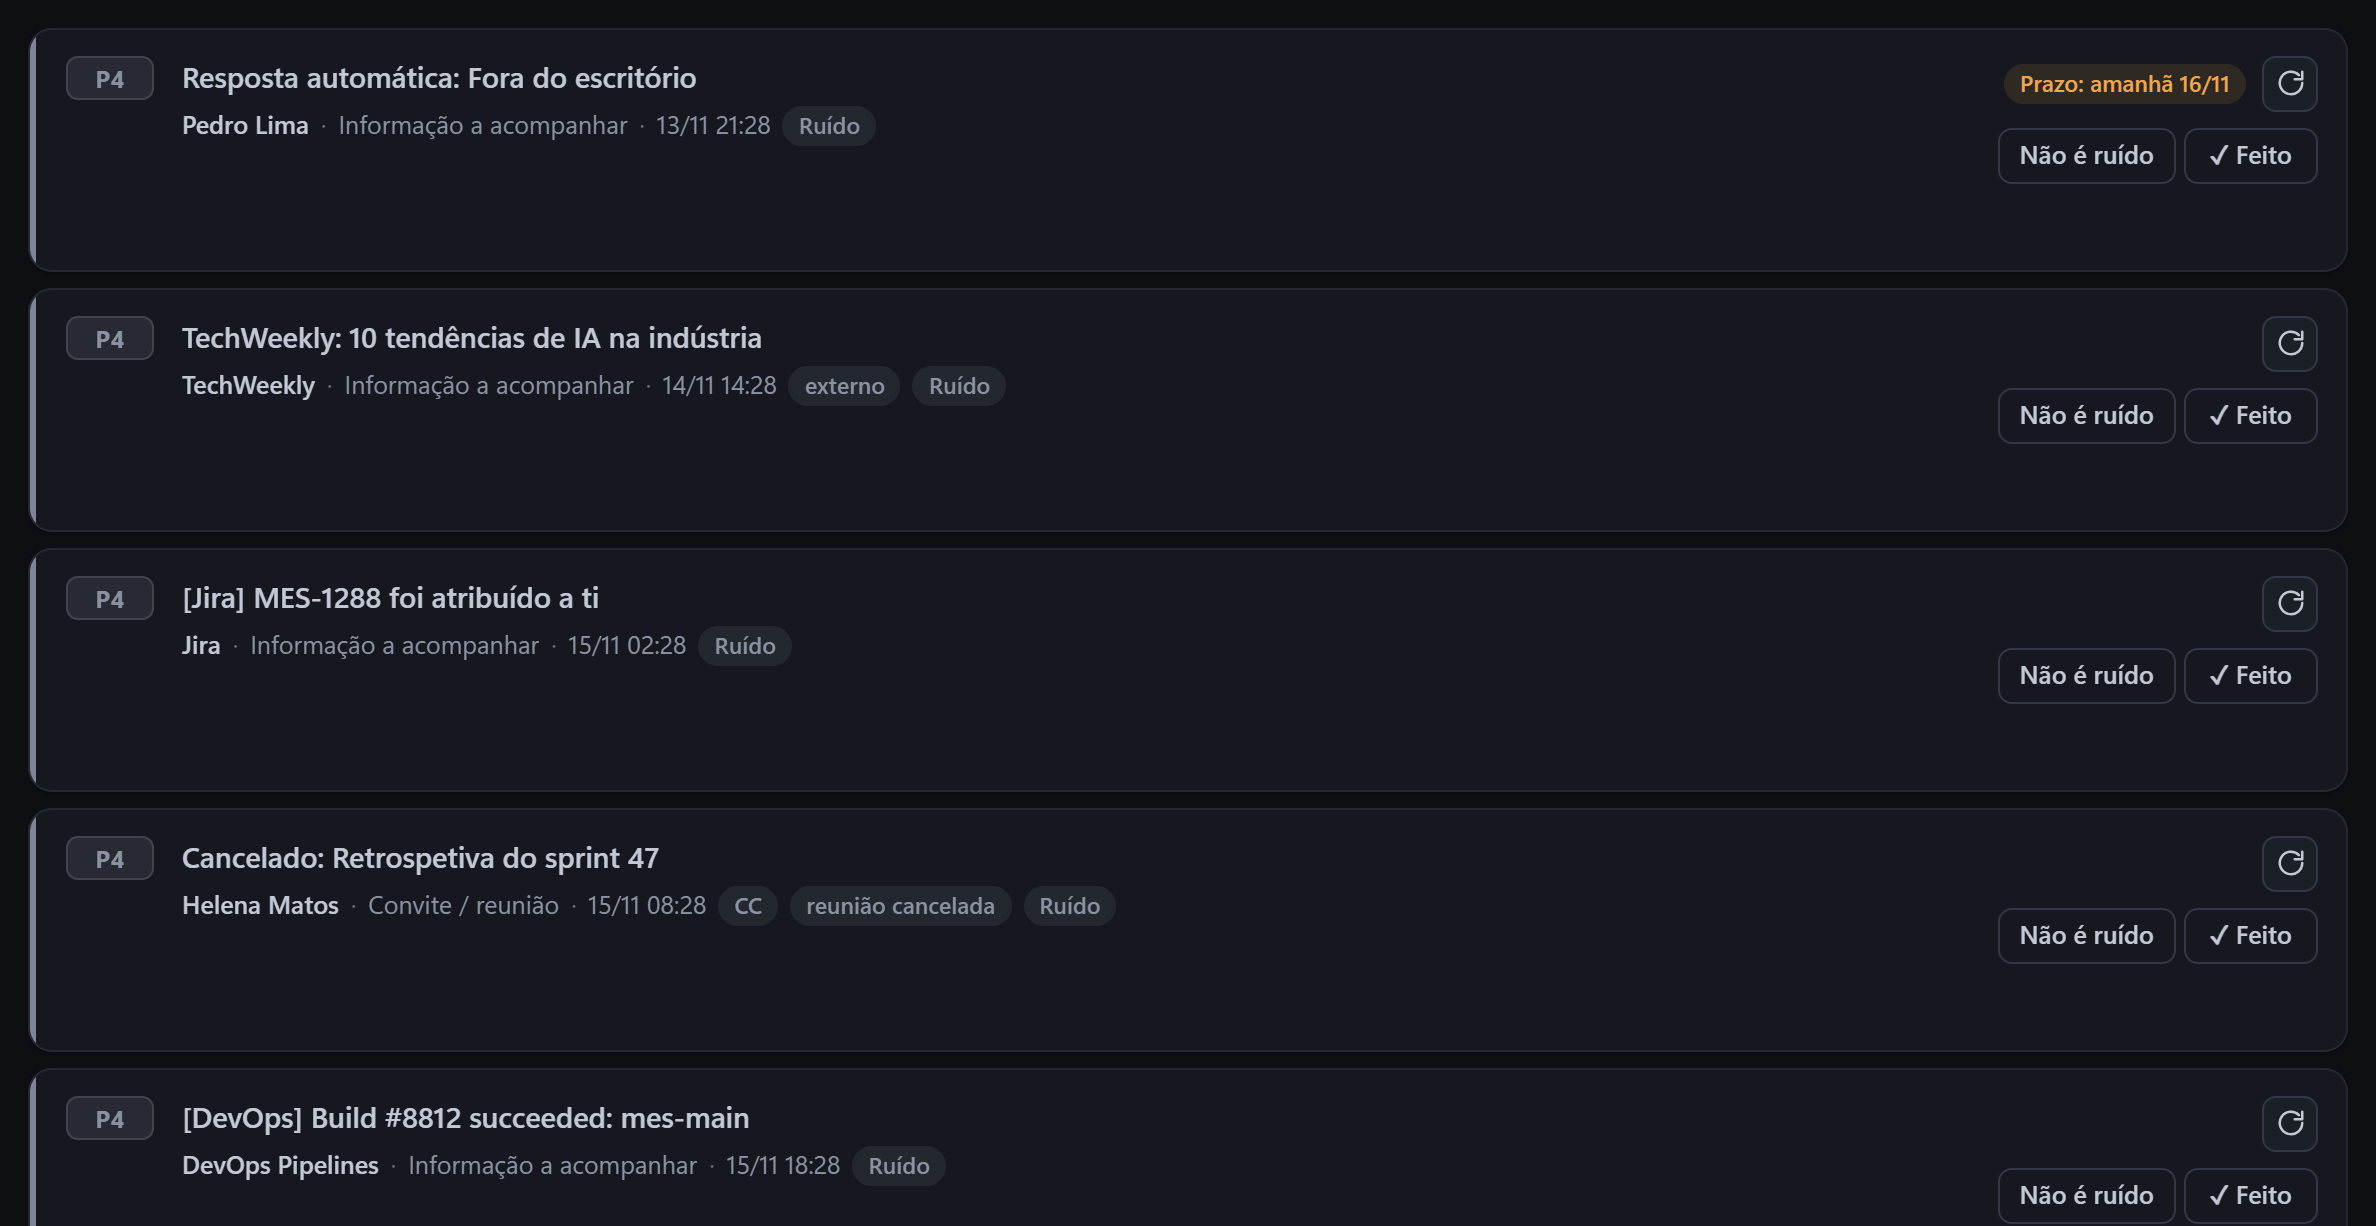 P4 Resposta automática: Fora do escritório Prazo: amanhã 16/11
Pedro Lima · Informação a acompanhar · 13/11 21:28 Ruído
Não é ruído ✓ Feito
P4 TechWeekly: 10 tendências de IA na indústria
TechWeekly · Informação a acompanhar · 14/11 14:28 externo Ruído
Não é ruído ✓ Feito
P4 [Jira] MES-1288 foi atribuído a ti
Jira · Informação a acompanhar · 15/11 02:28 Ruído
Não é ruído ✓ Feito
P4 Cancelado: Retrospetiva do sprint 47
Helena Matos · Convite / reunião · 15/11 08:28 CC reunião cancelada Ruído
Não é ruído ✓ Feito
P4 [DevOps] Build #8812 succeeded: mes-main
DevOps Pipelines · Informação a acompanhar · 15/11 18:28 Ruído
Não é ruído ✓ Feito